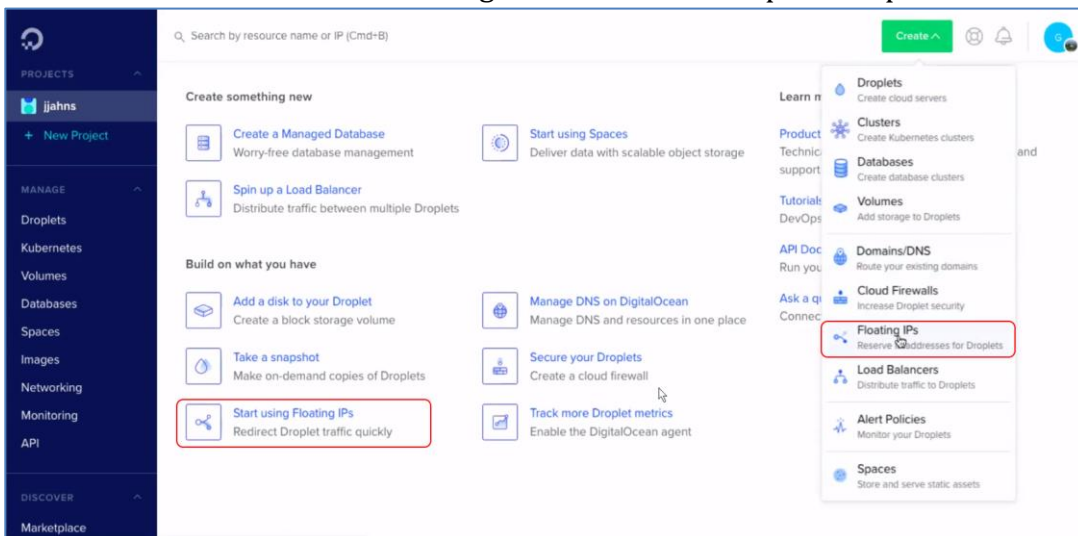 Search by resource name or IP (Cmd+B)
Create
G
PROJECTS
jjahns
+ New Project
MANAGE
Droplets
Kubernetes
Volumes
Databases
Spaces
Images
Networking
Monitoring
API
DISCOVER
Marketplace
Create something new
Create a Managed Database
Worry-free database management
Start using Spaces
Deliver data with scalable object storage
Spin up a Load Balancer
Distribute traffic between multiple Droplets
Build on what you have
Add a disk to your Droplet
Create a block storage volume
Manage DNS on DigitalOcean
Manage DNS and resources in one place
Take a snapshot
Make on-demand copies of Droplets
Secure your Droplets
Create a cloud firewall
Start using Floating IPs
Redirect Droplet traffic quickly
Track more Droplet metrics
Enable the DigitalOcean agent
Learn
Product
and
support
API
Run you
Ask a
Droplets
Create cloud servers
Clusters
Create Kubernetes clusters
Databases
Create database clusters
Volumes
Add storage to Droplets
Domains/DNS
Route your existing domains
Cloud Firewalls
Increase Droplet security
Floating IPs
Reserve addresses for Droplets
Load Balancers
Distribute traffic to Droplets
Alert Policies
Monitor your Droplets
Spaces
Store and serve static assets